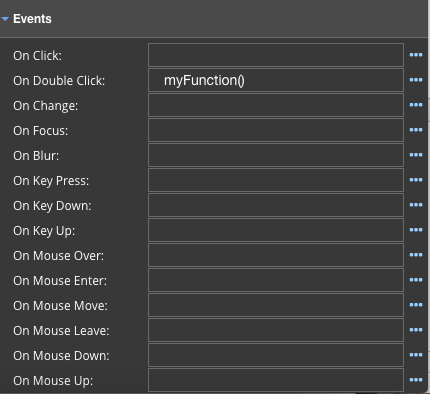 Events
On Click:
On Double Click: myFunction()
On Change:
On Focus:
On Blur:
On Key Press:
On Key Down:
On Key Up:
On Mouse Over:
On Mouse Enter:
On Mouse Move:
On Mouse Leave:
On Mouse Down:
On Mouse Up: